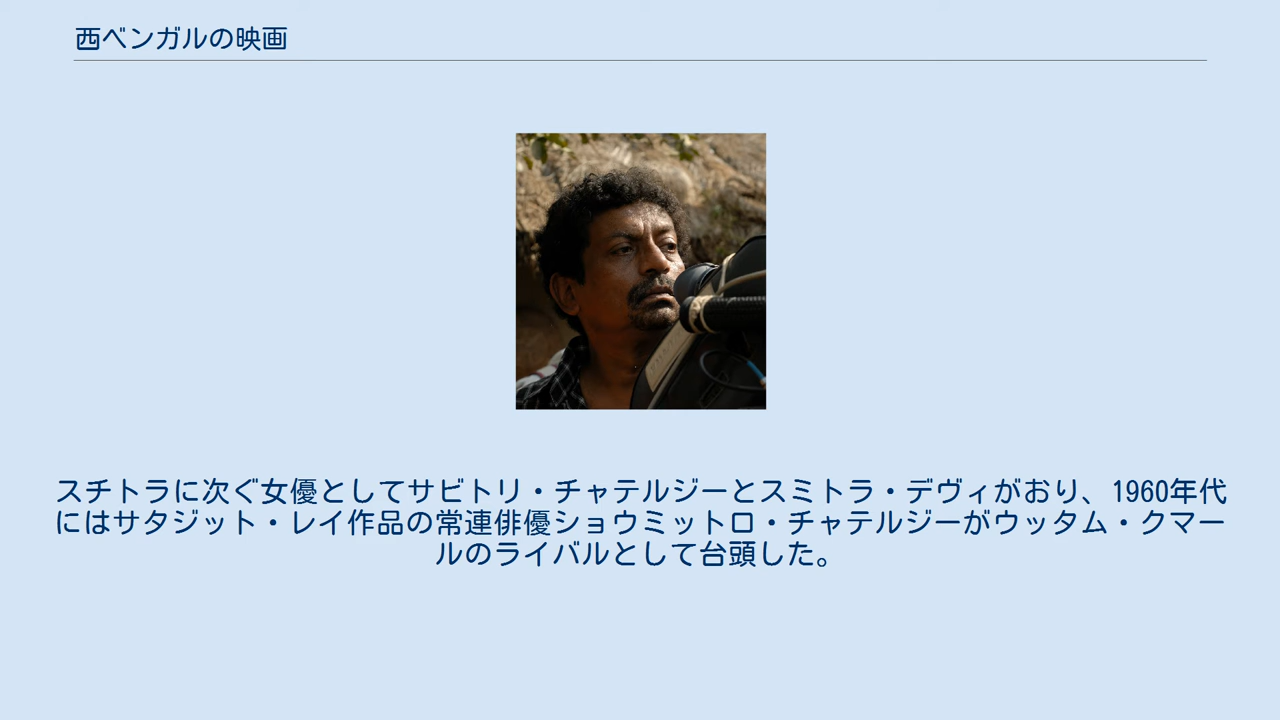 西ベンガルの映画
スチトラに次ぐ女優としてサビトリ・チャテルジーとスミトラ・デヴィがおり、1960年代
にはサタジット・レイ作品の常連俳優ショウミットロ・チャテルジーがウッタム・クマー
ルのライバルとして台頭した。